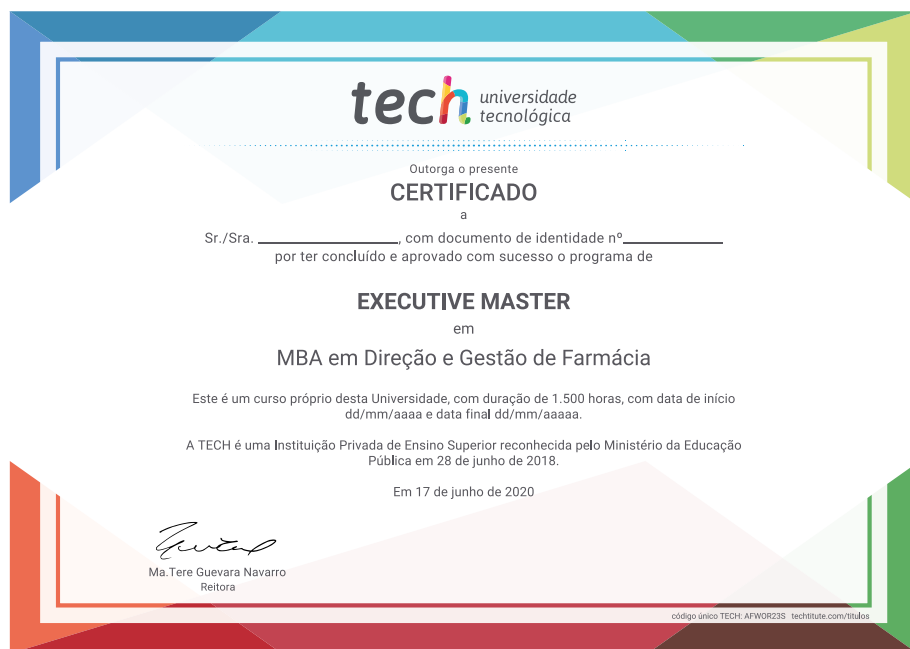 tech universidade
tecnológica
Outorga o presente
CERTIFICADO
a
Sr./Sra. ____________, com documento de identidade nº_________
por ter concluído e aprovado com sucesso o programa de
EXECUTIVE MASTER
em
MBA em Direção e Gestão de Farmácia
Este é um curso próprio desta Universidade, com duração de 1.500 horas, com data de início
dd/mm/aaaa e data final dd/mm/aaaaa.
A TECH é uma Instituição Privada de Ensino Superior reconhecida pelo Ministério da Educação
Pública em 28 de junho de 2018.
Em 17 de junho de 2020
Ma.Tere Guevara Navarro
Reitora
código único TECH: AFWOR23S techtitute.com/titulos